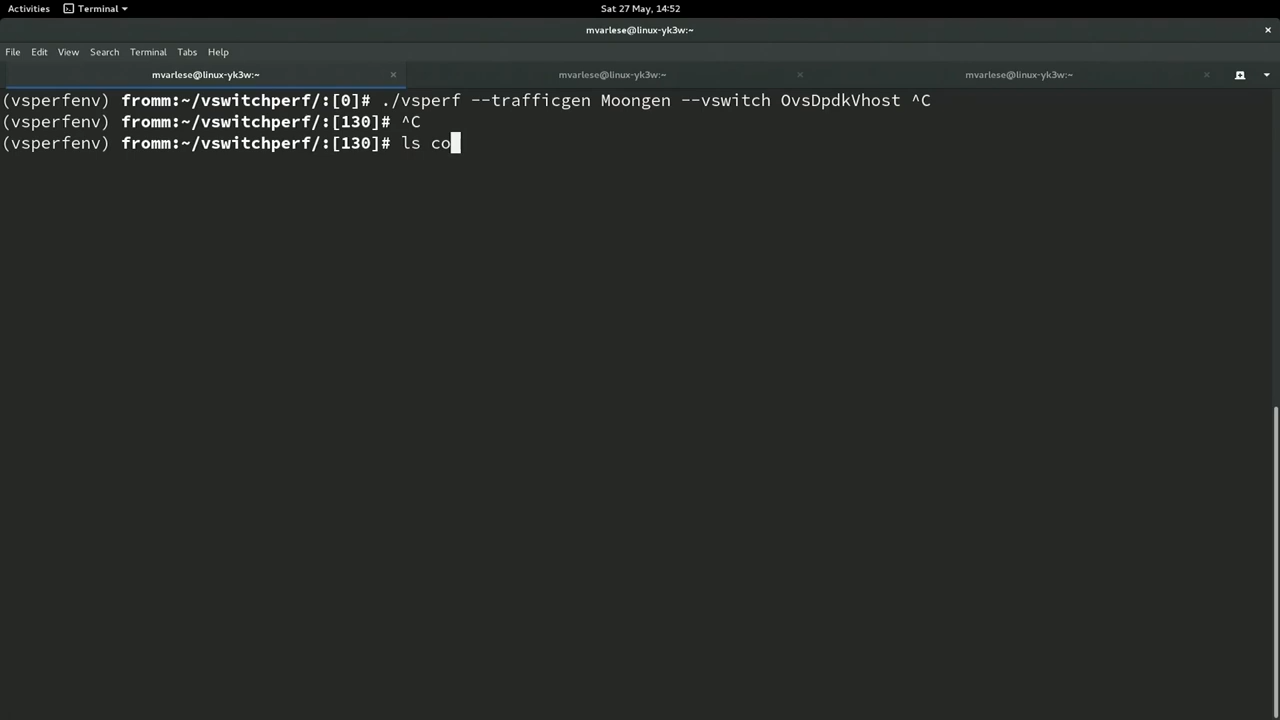 Activities Terminal Sat 27 May, 14:52
mvarlese@linux-yk3w:~
File Edit View Search Terminal Tabs Help
mvarlese@linux-yk3w:~ mvarlese@linux-yk3w:~ mvarlese@linux-yk3w:~
(vsperfenv) fromm:~/vswitchperf/:[0]# ./vsperf --trafficgen Moongen --vswitch OvsDpdkVhost ^C
(vsperfenv) fromm:~/vswitchperf/:[130]# ^C
(vsperfenv) fromm:~/vswitchperf/:[130]# ls co